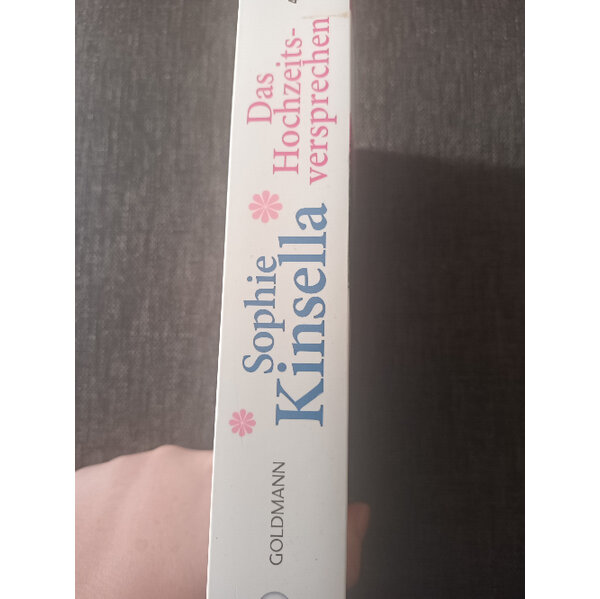 GOLDMANN
Sophie
Kinsella
Das
Hochzeits-
versprechen